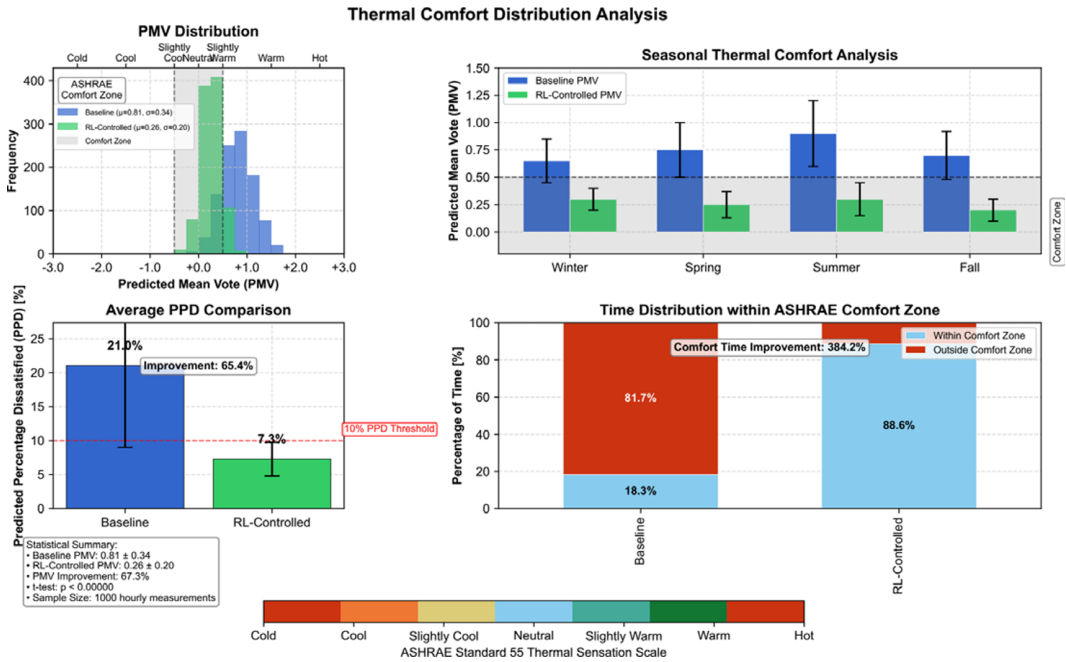 Thermal Comfort Distribution Analysis
PMV Distribution
Cold
Cool
Slightly
Cool
Neutral
Slightly
Warm
Warm
Hot
Frequency
400
300
200
100
0
ASHRAE
Comfort Zone
Baseline (μ=0.81, σ=0.34)
RL-Controlled (μ=0.26, σ=0.20)
Comfort Zone
-3.0 -2.0 -1.0 +0.0 +1.0 +2.0 +3.0
Predicted Mean Vote (PMV)
Seasonal Thermal Comfort Analysis
Predicted Mean Vote (PMV)
1.50
1.25
1.00
0.75
0.50
0.25
0.00
Baseline PMV
RL-Controlled PMV
Comfort Zone
Winter Spring Summer Fall
Average PPD Comparison
Predicted Percentage Dissatisfied (PPD) [%]
25
20
15
10
5
0
21.0%
Improvement: 65.4%
7.3%
10% PPD Threshold
Baseline RL-Controlled
Statistical Summary:
• Baseline PMV: 0.81 ± 0.34
• RL-Controlled PMV: 0.26 ± 0.20
• PMV Improvement: 67.3%
• t-test: p < 0.00000
• Sample Size: 1000 hourly measurements
Time Distribution within ASHRAE Comfort Zone
Percentage of Time [%]
100
80
60
40
20
0
Within Comfort Zone
Outside Comfort Zone
Comfort Time Improvement: 384.2%
81.7%
18.3%
88.6%
Baseline
RL-Controlled
Cold Cool Slightly Cool Neutral Slightly Warm Warm Hot
ASHRAE Standard 55 Thermal Sensation Scale